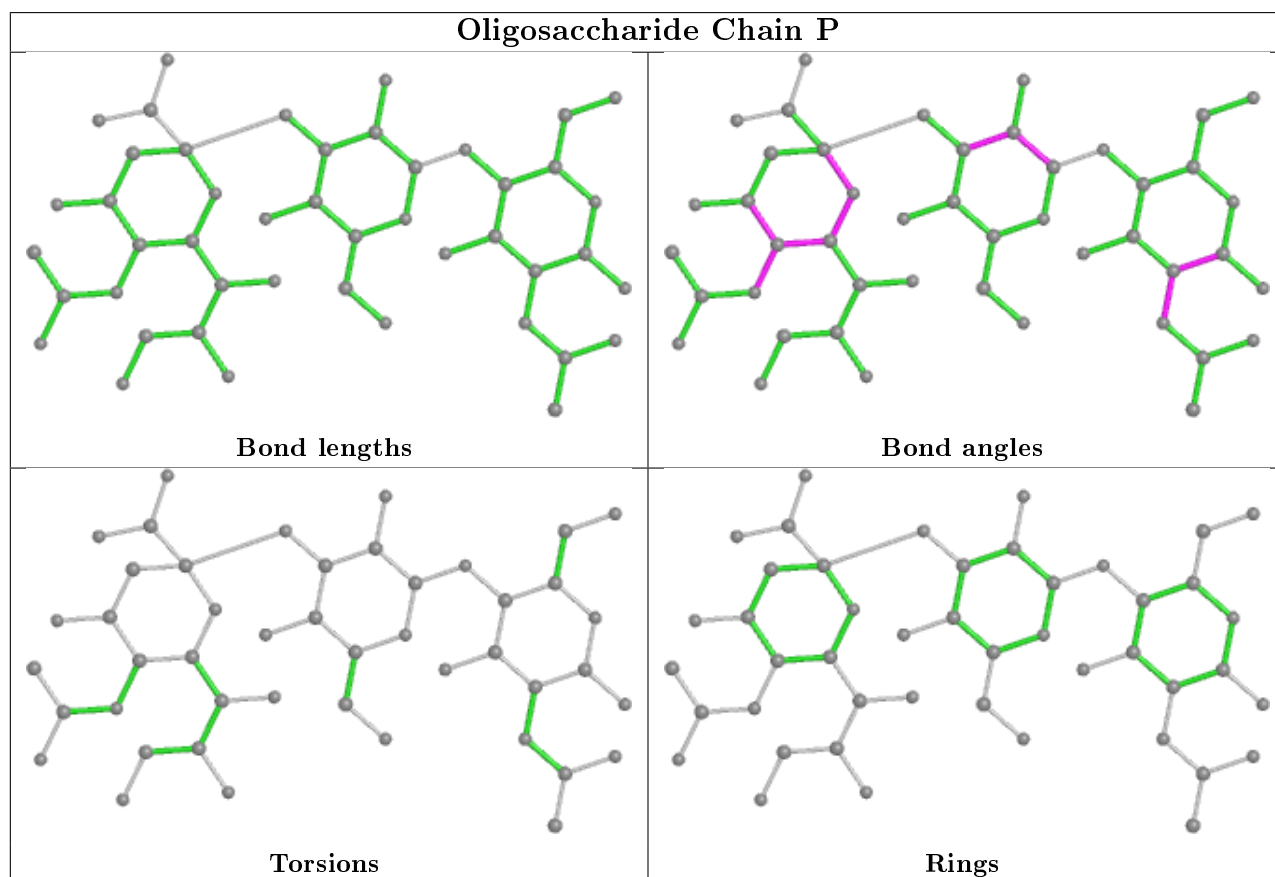 Oligosaccharide Chain P
Bond lengths
Bond angles
Torsions
Rings